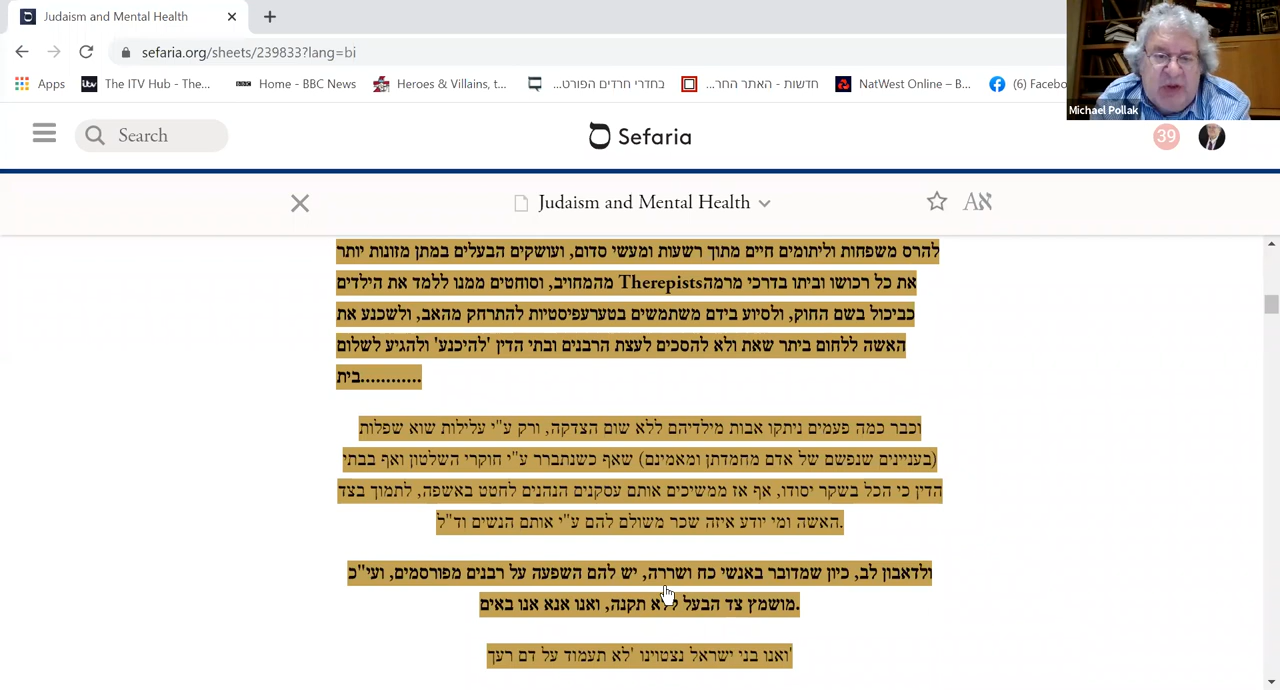 Judaism and Mental Health
sefaria.org/sheets/239833?lang=bi
Apps
itv The ITV Hub - The...
BBC Home - BBC News
Heroes & Villains, t...
בחדרי חרדים הפורט...
חדשות - האתר החר...
NatWest Online – B...
(6) Facebo
Michael Pollak
Search
Sefaria
39
Judaism and Mental Health
Aא
להרס משפחות וליתומים חיים מתוך רשעות ומעשי סדום, ועושקים הבעלים במתן מזונות יותר
את כל רכושו וביתו בדרכי מרמהTherepists מהמחויב, וסוחטים ממנו ללמד את הילדים
כביכול בשם החוק, ולסיוע בידם משתמשים בטערעפיסטיות להתרחק מהאב, ולשכנע את
האשה ללחום ביתר שאת ולא להסכים לעצת הרבנים ובתי הדין 'להיכנע' ולהגיע לשלום
בית............
וכבר כמה פעמים ניתקו אבות מילדיהם ללא שום הצדקה, ורק ע"י עלילות שוא שפלות
(בעניינים שנפשם של אדם מחמדתן ומאמינם) שאף כשנתברר ע"י חוקרי השלטון ואף בבתי
הדין כי הכל בשקר יסודו, אף אז ממשיכים אותם עסקנים הנהנים לחטט באשפה, לתמוך בצד
האשה ומי יודע איזה שכר משולם להם ע"י אותם הנשים וד"ל.
ולדאבון לב, כיון שמדובר באנשי כח ושררה, יש להם השפעה על רבנים מפורסמים, ועי"כ
מושמץ צד הבעל ללא תקנה, ואנו אנא אנו באים.
'ואנו בני ישראל נצטוינו 'לא תעמוד על דם רעך